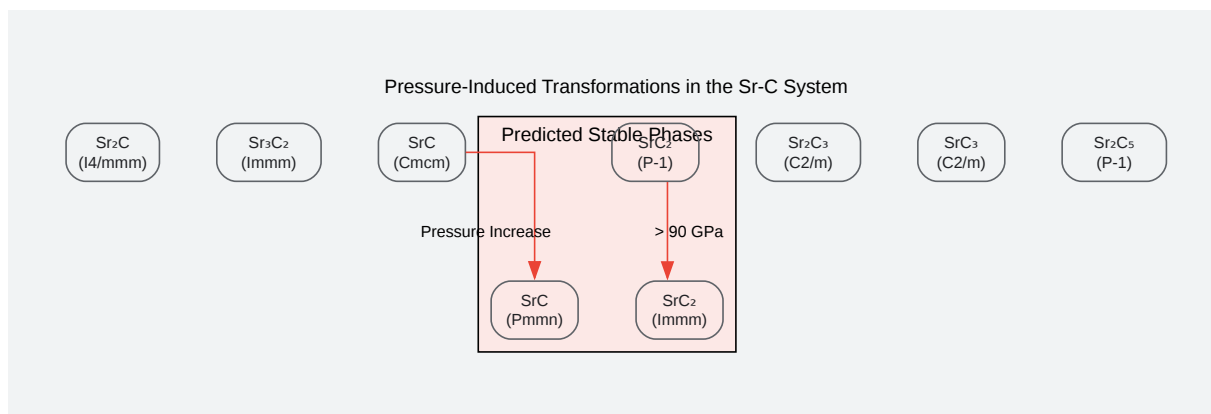 Pressure-Induced Transformations in the Sr-C System
Predicted Stable Phases
Sr₂C
(I4/mmm)
Sr₃C₂
(Immm)
SrC
(Cmcm)
SrC₂
(P-1)
Sr₂C₃
(C2/m)
SrC₃
(C2/m)
Sr₂C₅
(P-1)
Pressure Increase
> 90 GPa
SrC
(Pmmn)
SrC₂
(Immm)